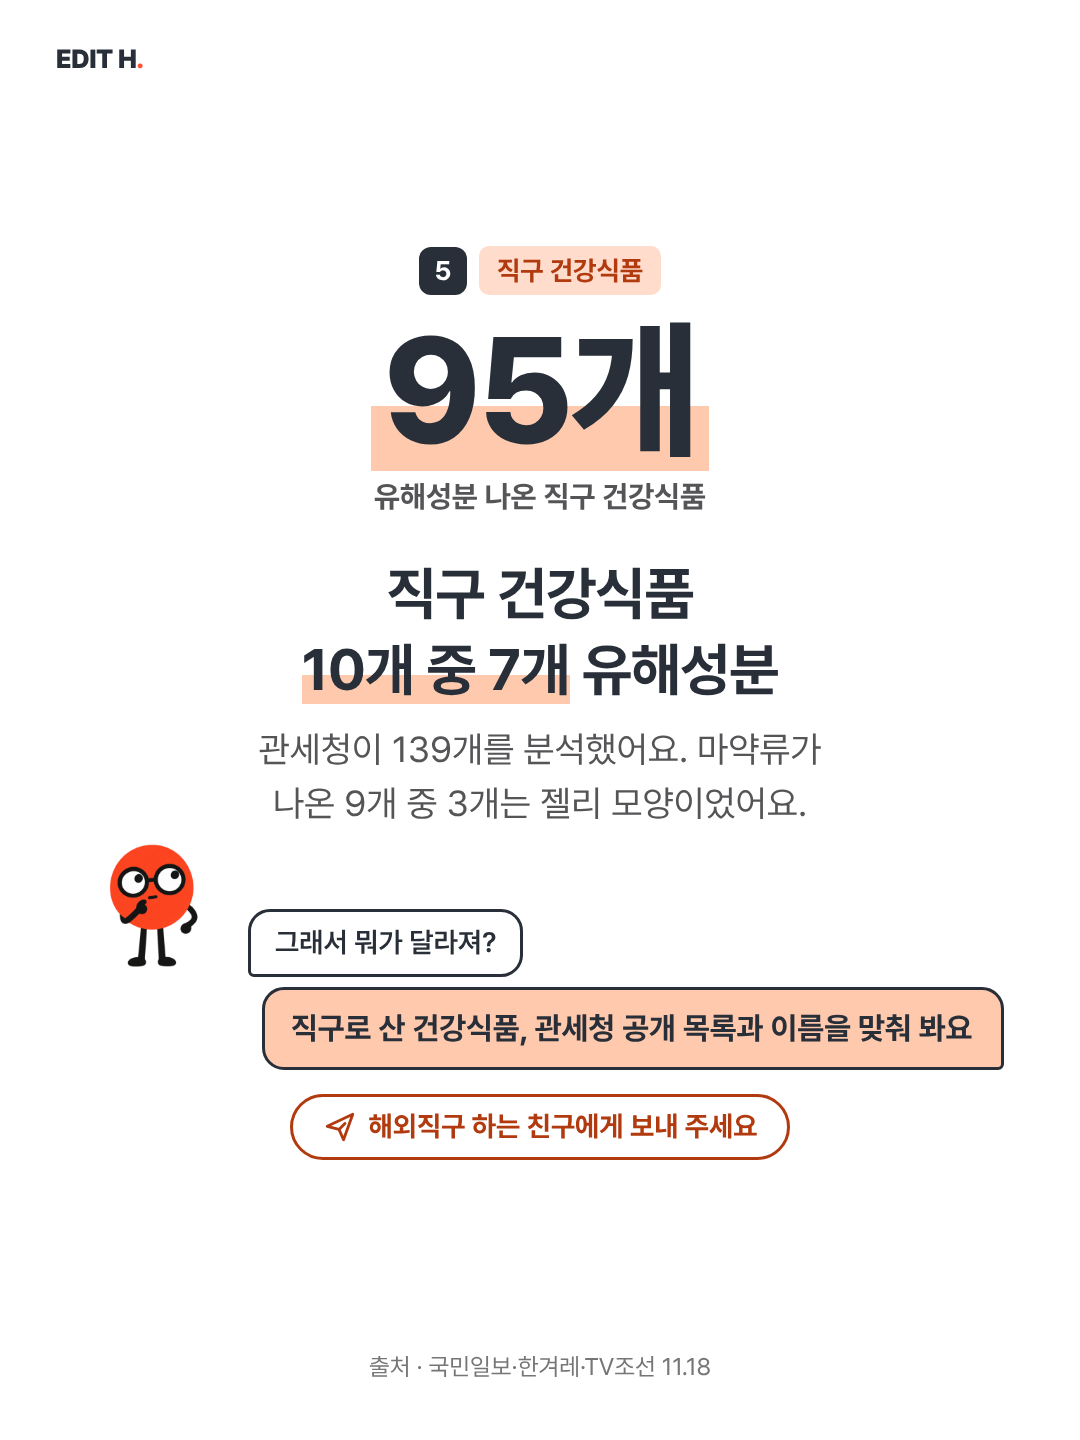 EDIT H.
5
직구 건강식품
95개
유해성분 나온 직구 건강식품
직구 건강식품
10개 중 7개 유해성분
관세청이 139개를 분석했어요. 마약류가
나온 9개 중 3개는 젤리 모양이었어요.
그래서 뭐가 달라져?
직구로 산 건강식품, 관세청 공개 목록과 이름을 맞춰 봐요
해외직구 하는 친구에게 보내 주세요
출처 · 국민일보·한겨레·TV조선 11.18